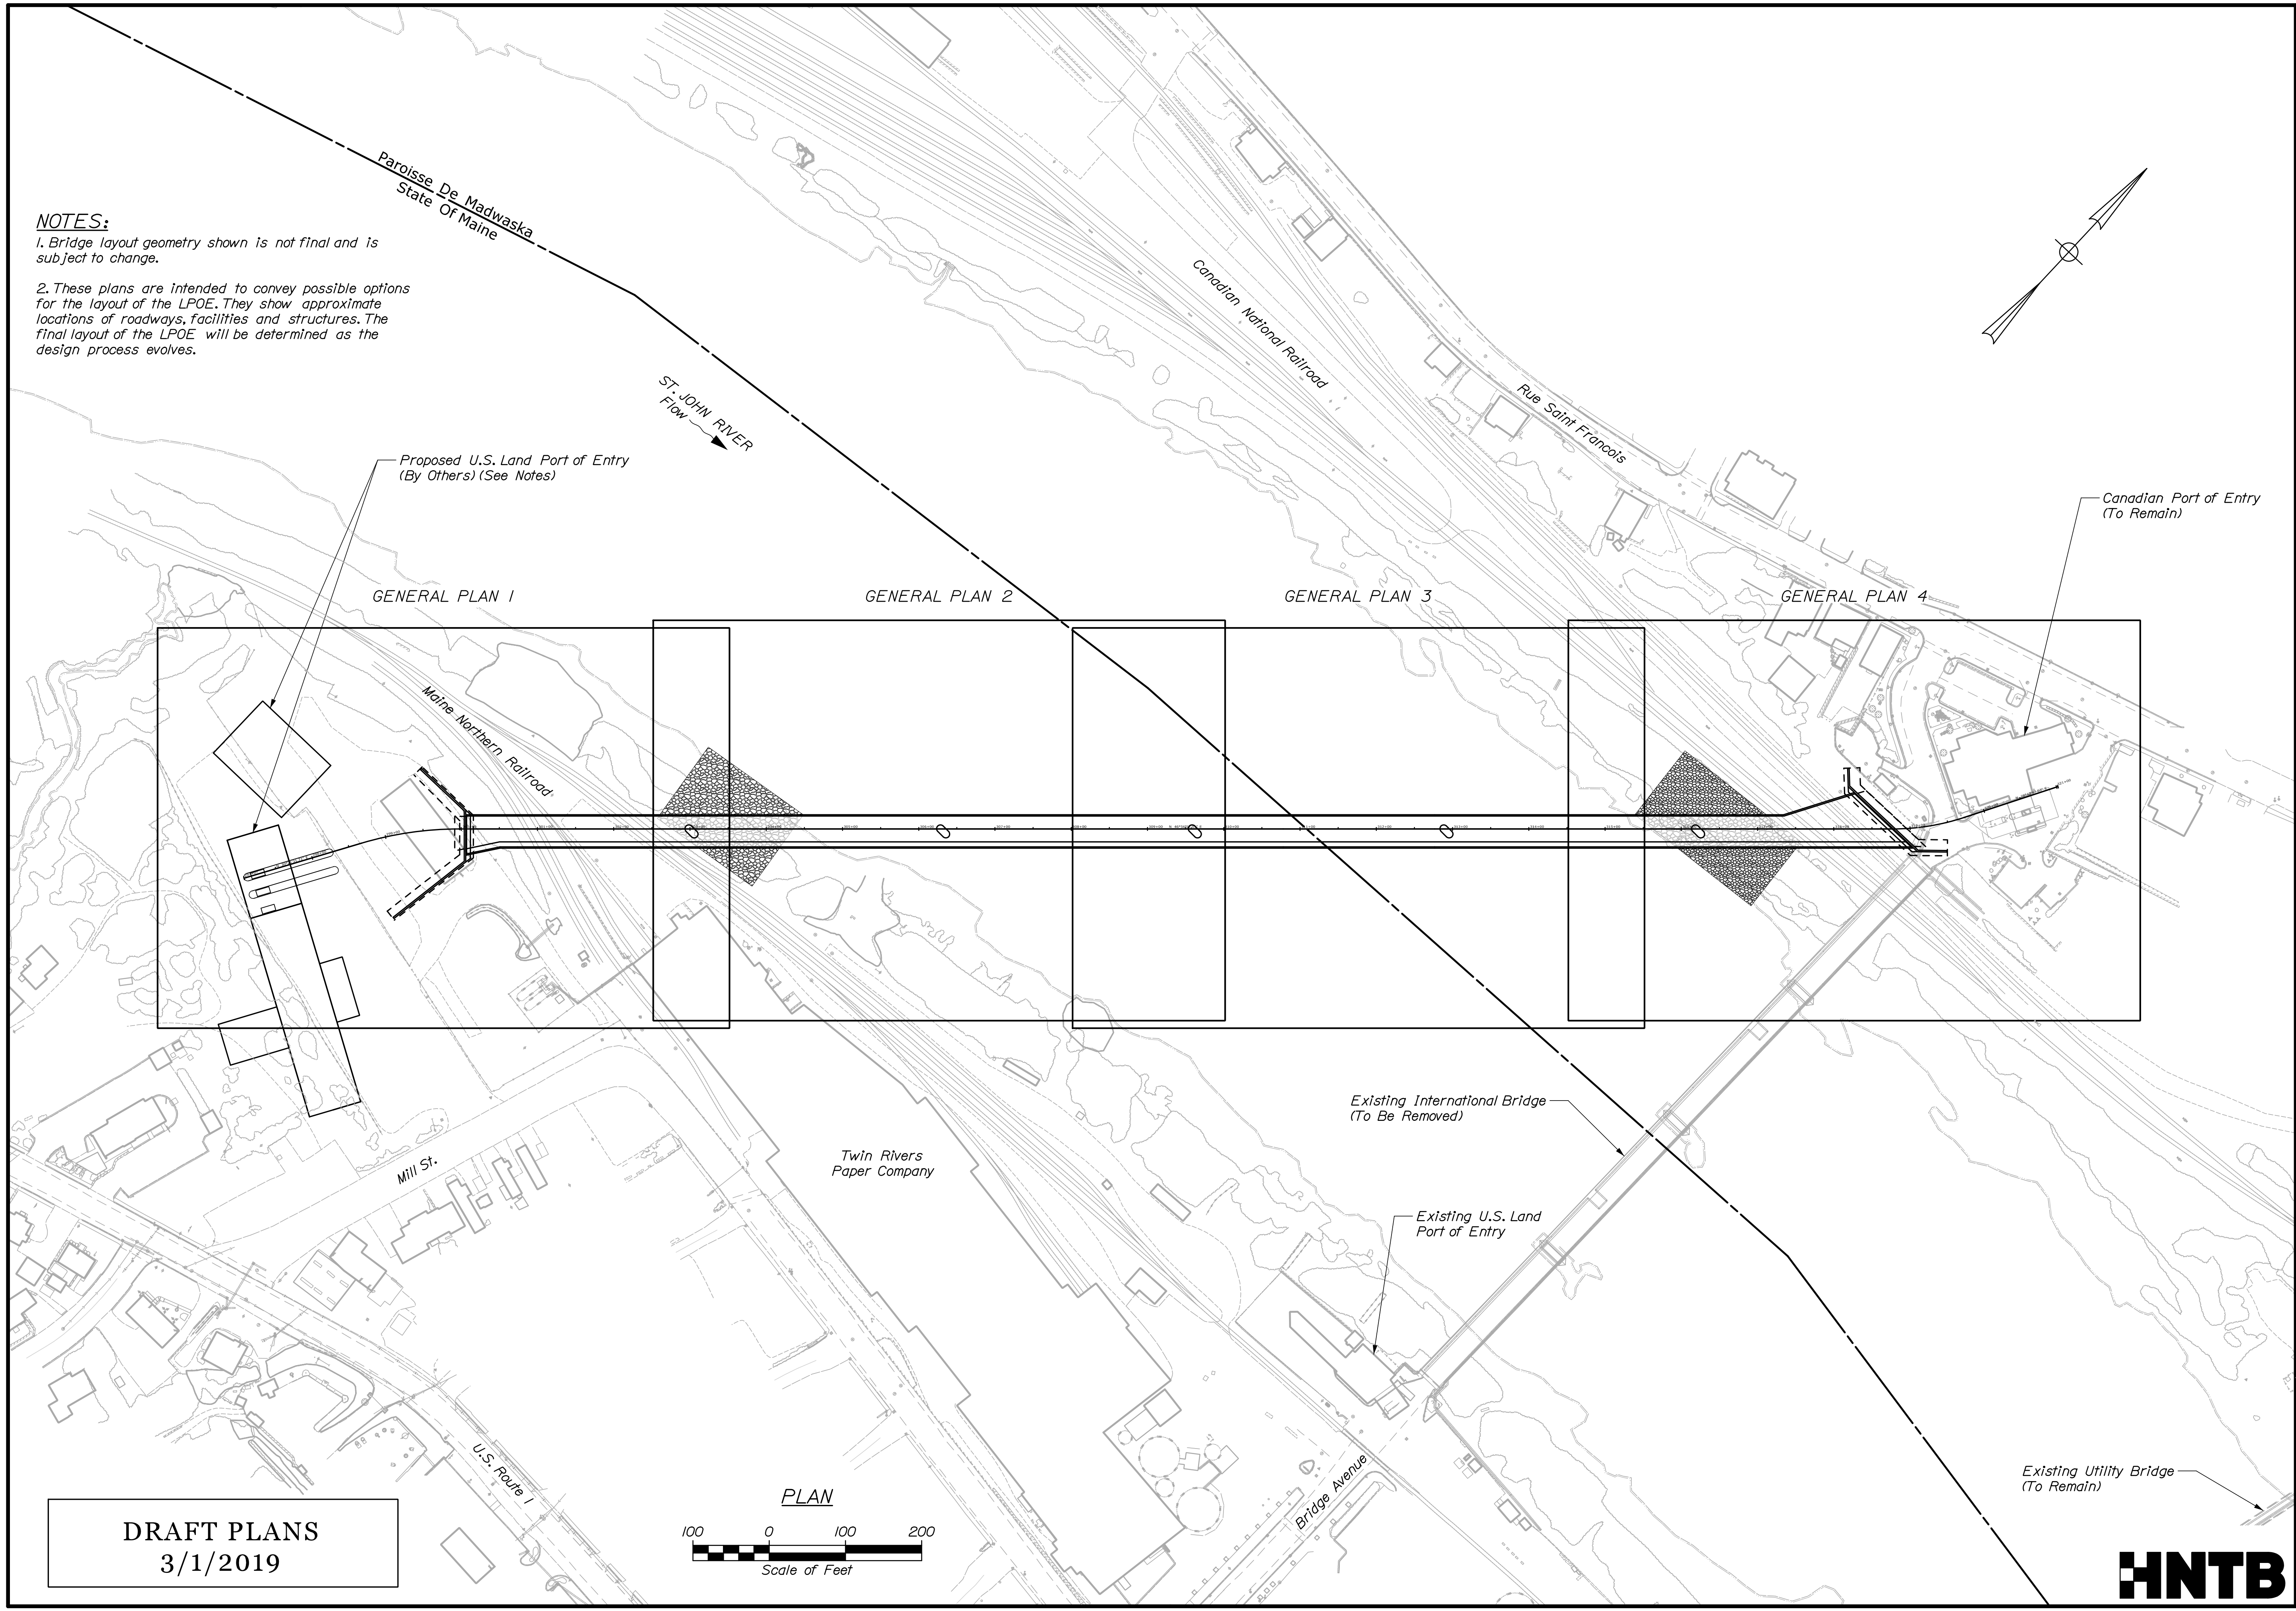 Paroisse De Madwaska
State Of Maine
NOTES:
1. Bridge layout geometry shown is not final and is
subject to change.
2. These plans are intended to convey possible options
for the layout of the LPOE. They show approximate
locations of roadways, facilities and structures. The
final layout of the LPOE will be determined as the
design process evolves.
Canadian National Railroad
Rue Saint Francois
ST. JOHN RIVER
Flow
Proposed U.S. Land Port of Entry
(By Others) (See Notes)
Canadian Port of Entry
(To Remain)
GENERAL PLAN 1
GENERAL PLAN 2
GENERAL PLAN 3
GENERAL PLAN 4
Maine Northern Railroad
Existing International Bridge
(To Be Removed)
Mill St.
Twin Rivers
Paper Company
Existing U.S. Land
Port of Entry
U.S. Route 1
Bridge Avenue
Existing Utility Bridge
(To Remain)
PLAN
100 0 100 200
Scale of Feet
DRAFT PLANS
3/1/2019
HNTB